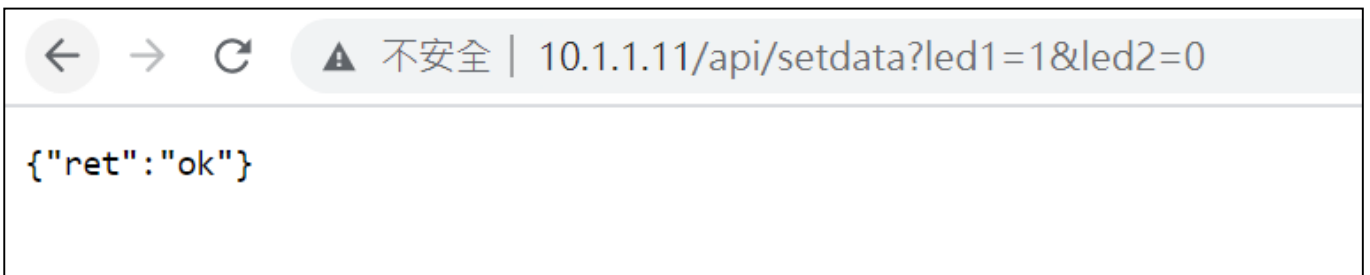 不安全 | 10.1.1.11/api/setdata?led1=1&led2=0
{"ret":"ok"}